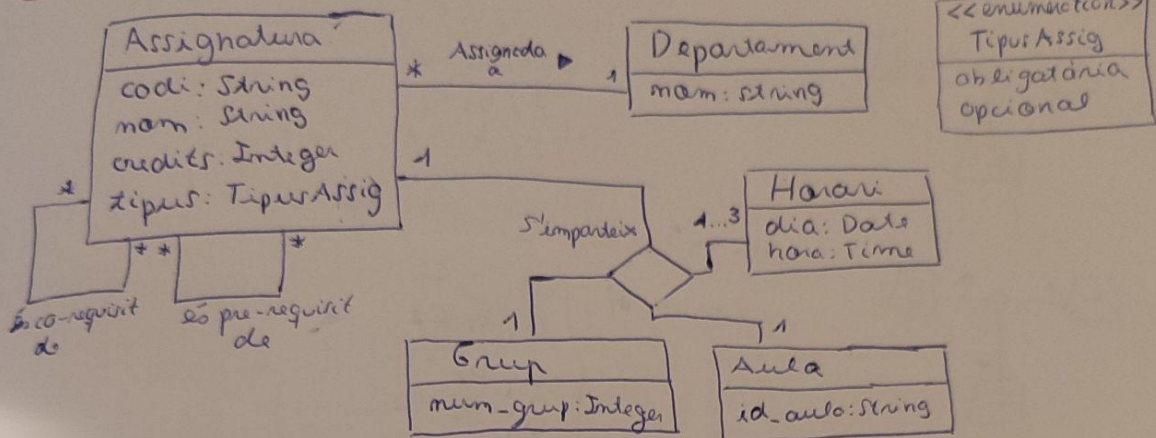 Assignatura
codi: String
nom: String
credits: Integer
tipus: TipusAssig
*
Assignada
a
1
Departament
nom: string
<<enumeration>>
TipusAssig
obligatòria
opcional
*
*
*
*
és co-requisit
de
és pre-requisit
de
1
S'imparteix
1...3
Horari
dia: Date
hora: Time
1
Grup
num_grup: Integer
1
Aula
id_aula: String